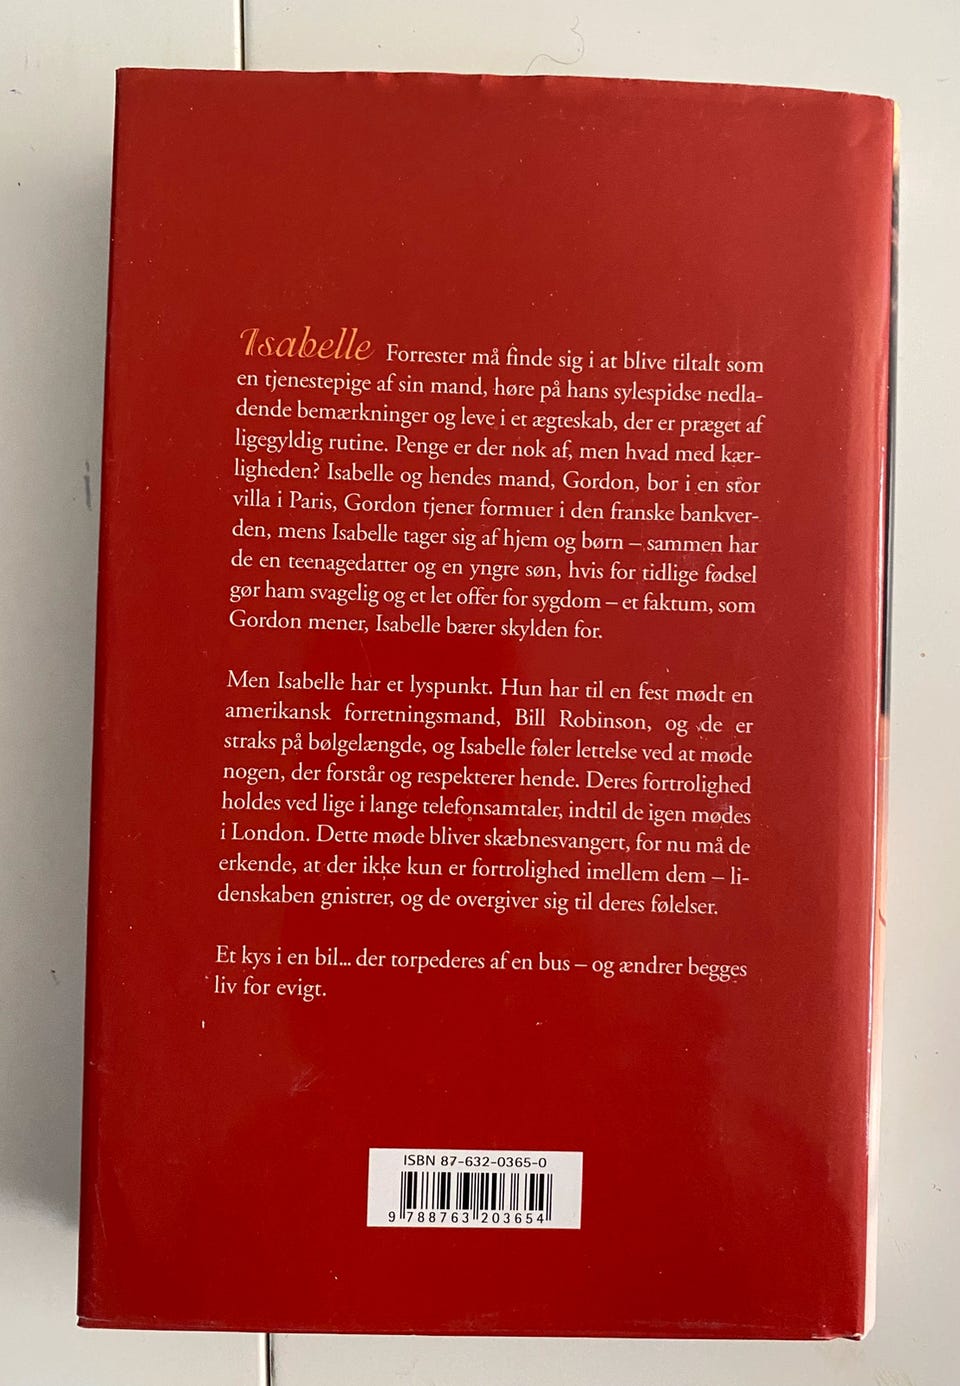 Isabelle Forrester må finde sig i at blive tiltalt som
en tjenestepige af sin mand, høre på hans sylespidse nedla-
dende bemærkninger og leve i et ægteskab, der er præget af
ligegyldig rutine. Penge er der nok af, men hvad med kær-
ligheden? Isabelle og hendes mand, Gordon, bor i en stor
villa i Paris, Gordon tjener formuer i den franske bankver-
den, mens Isabelle tager sig af hjem og børn – sammen har
de en teenagedatter og en yngre søn, hvis for tidlige fødsel
gør ham svagelig og et let offer for sygdom – et faktum, som
Gordon mener, Isabelle bærer skylden for.
Men Isabelle har et lyspunkt. Hun har til en fest mødt en
amerikansk forretningsmand, Bill Robinson, og de er
straks på bølgelængde, og Isabelle føler lettelse ved at møde
nogen, der forstår og respekterer hende. Deres fortrolighed
holdes ved lige i lange telefonsamtaler, indtil de igen mødes
i London. Dette møde bliver skæbnesvangert, for nu må de
erkende, at der ikke kun er fortrolighed imellem dem – li-
denskaben gnistrer, og de overgiver sig til deres følelser.
Et kys i en bil... der torpederes af en bus – og ændrer begges
liv for evigt.
ISBN 87-632-0365-0
9 788763 203654